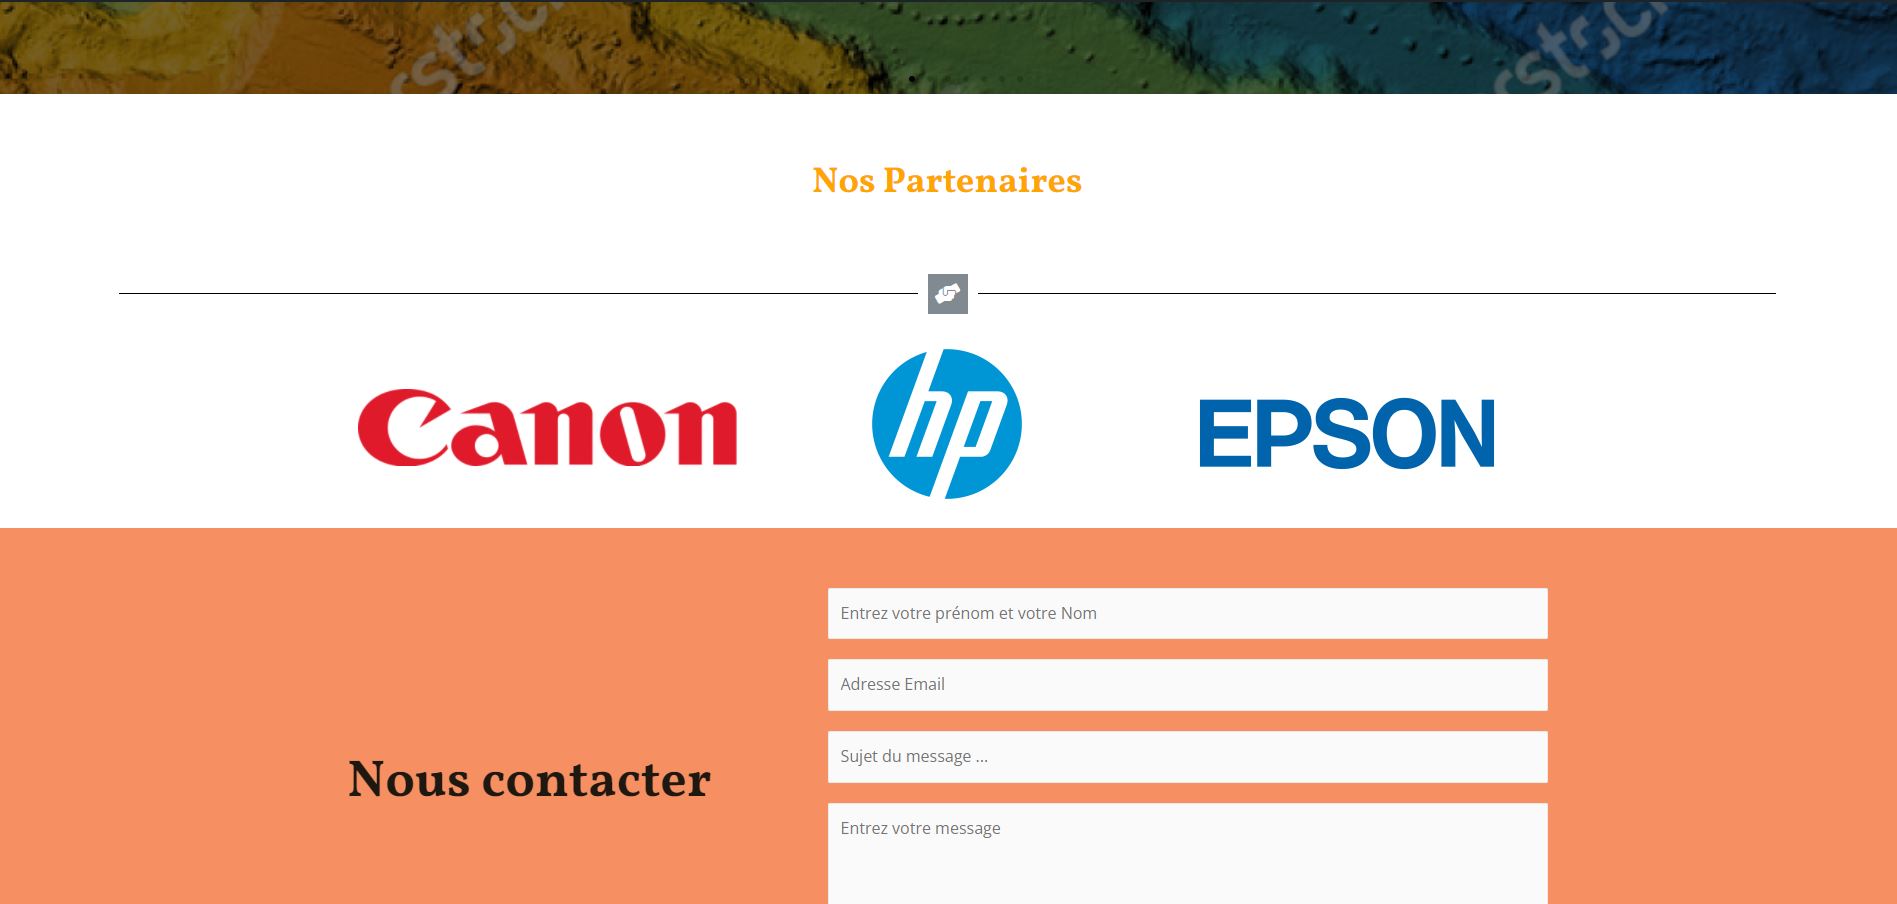 Nos Partenaires
Canon
hp
EPSON
Entrez votre prénom et votre Nom
Adresse Email
Sujet du message ...
Nous contacter
Entrez votre message